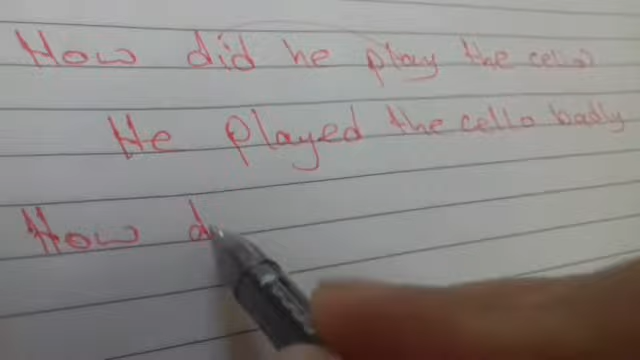 How did he play the cello?
He played the cello badly
How d